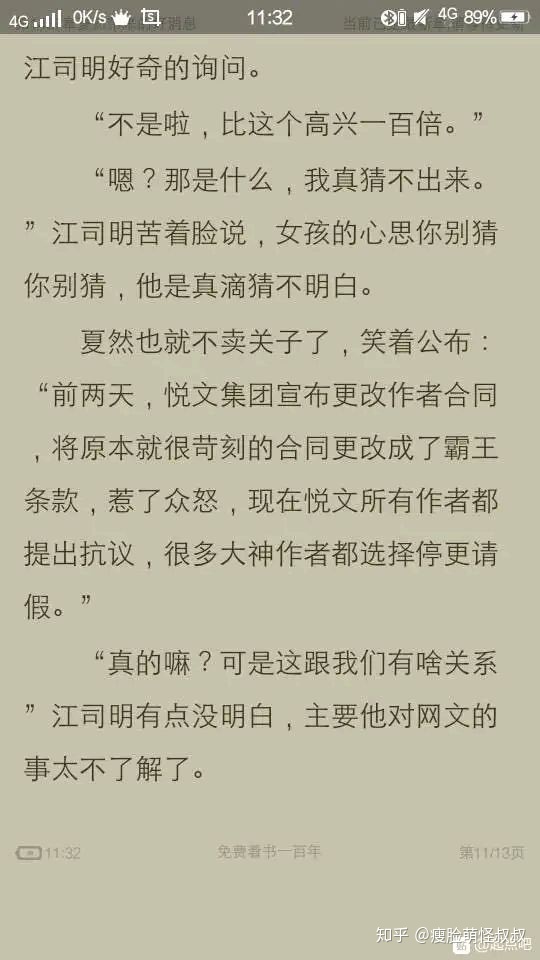 4G 0K/s 11:32 4G 89%
江司明好奇的询问。
“不是啦，比这个高兴一百倍。”
“嗯？那是什么，我真猜不出来。
”江司明苦着脸说，女孩的心思你别猜
你别猜，他是真滴猜不明白。
夏然也就不卖关子了，笑着公布：
“前两天，悦文集团宣布更改作者合同
，将原本就很苛刻的合同更改成了霸王
条款，惹了众怒，现在悦文所有作者都
提出抗议，很多大神作者都选择停更请
假。”
“真的嘛？可是这跟我们有啥关系
”江司明有点没明白，主要他对网文的
事太不了解了。
11:32 免费看书一百年 第11/13页
知乎 @瘦脸萌怪叔叔
贴 @起点吧